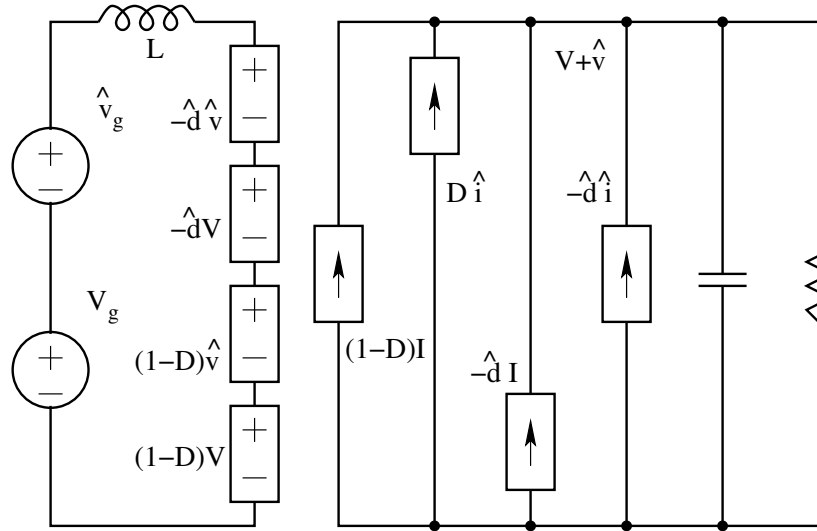 L
V+v̂
v̂g
−d̂ v̂
D î
−d̂ î
−d̂V
Vg
(1−D)v̂
(1−D)I
−d̂ I
(1−D)V